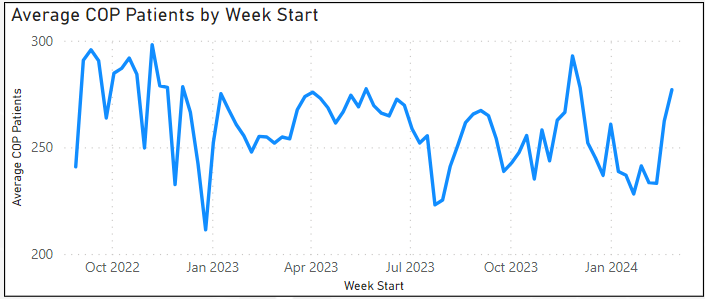 Average COP Patients by Week Start
300
250
200
Average COP Patients
Oct 2022 Jan 2023 Apr 2023 Jul 2023 Oct 2023 Jan 2024
Week Start